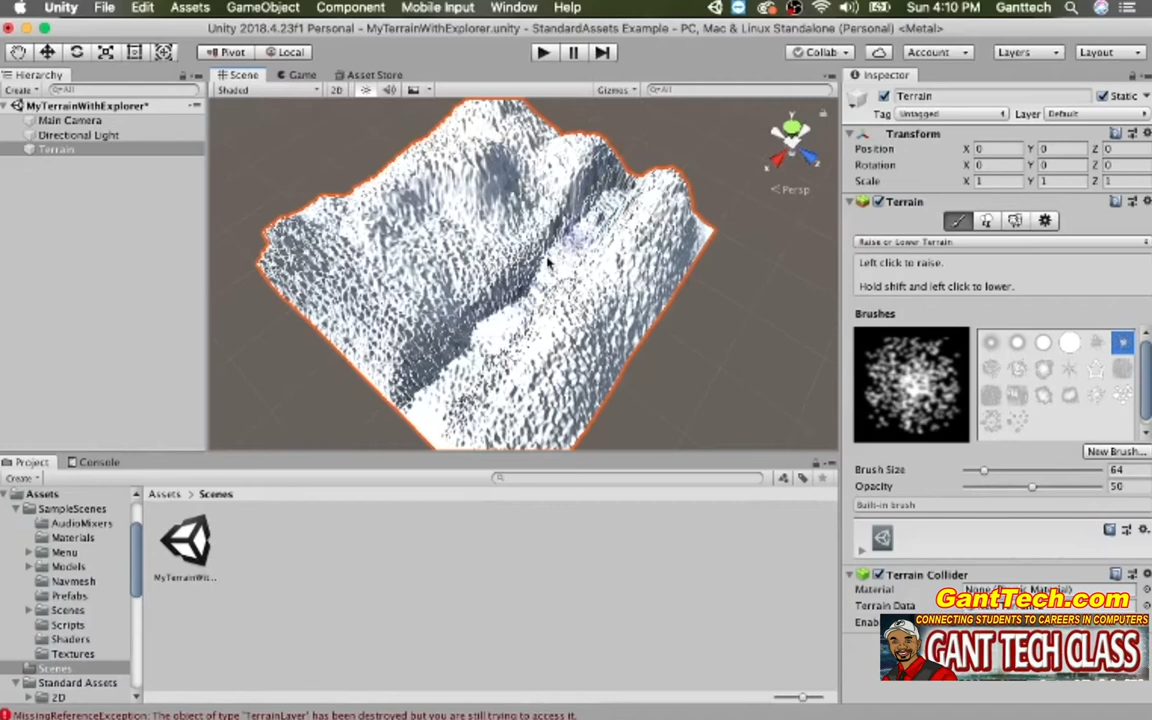 Unity File Edit Assets GameObject Component Mobile Input Window Help Sun 4:10 PM Ganttech
Unity 2018.4.23f1 Personal - MyTerrainWithExplorer.unity - StandardAssets Example - PC, Mac & Linux Standalone (Personal) <Metal>
Pivot Local Collab Account Layers Layout
Hierarchy Scene Game Asset Store Inspector
Create All Shaded 2D Gizmos All
Terrain Static
MyTerrainWithExplorer*
Main Camera
Directional Light
Terrain
Tag Untagged Layer Default
Transform
Position X 0 Y 0 Z 0
Rotation X 0 Y 0 Z 0
Scale X 1 Y 1 Z 1
y
x
z
Persp
Terrain
Raise or Lower Terrain
Left click to raise.
Hold shift and left click to lower.
Brushes
New Brush...
Brush Size 64
Opacity 50
Built-in brush
Project Console
Create
Assets
SampleScenes
AudioMixers
Materials
Menu
Models
Navmesh
Prefabs
Scenes
Scripts
Shaders
Textures
Scenes
Standard Assets
2D
Assets > Scenes
MyTerrainWit...
Terrain Collider
Material
Terrain Data
Enab
GantTech.com
CONNECTING STUDENTS TO CAREERS IN COMPUTERS
GANT TECH CLASS
MissingReferenceException: The object of type 'TerrainLayer' has been destroyed but you are still trying to access it.